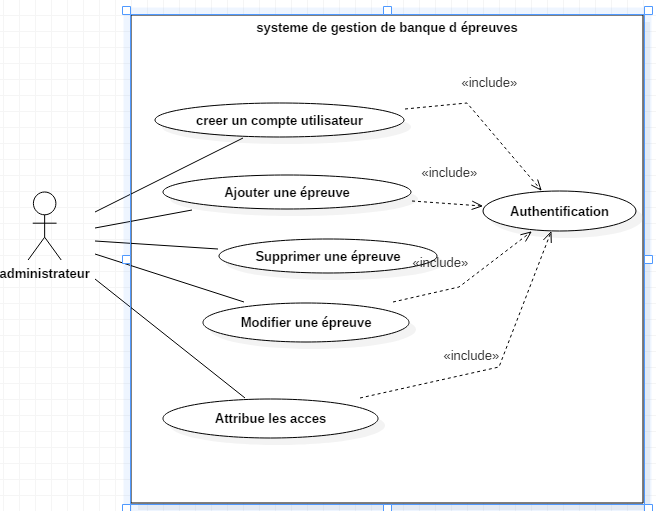 systeme de gestion de banque d épreuves
«include»
creer un compte utilisateur
«include»
Ajouter une épreuve
Authentification
Supprimer une épreuve
«include»
administrateur
Modifier une épreuve
«include»
Attribue les acces